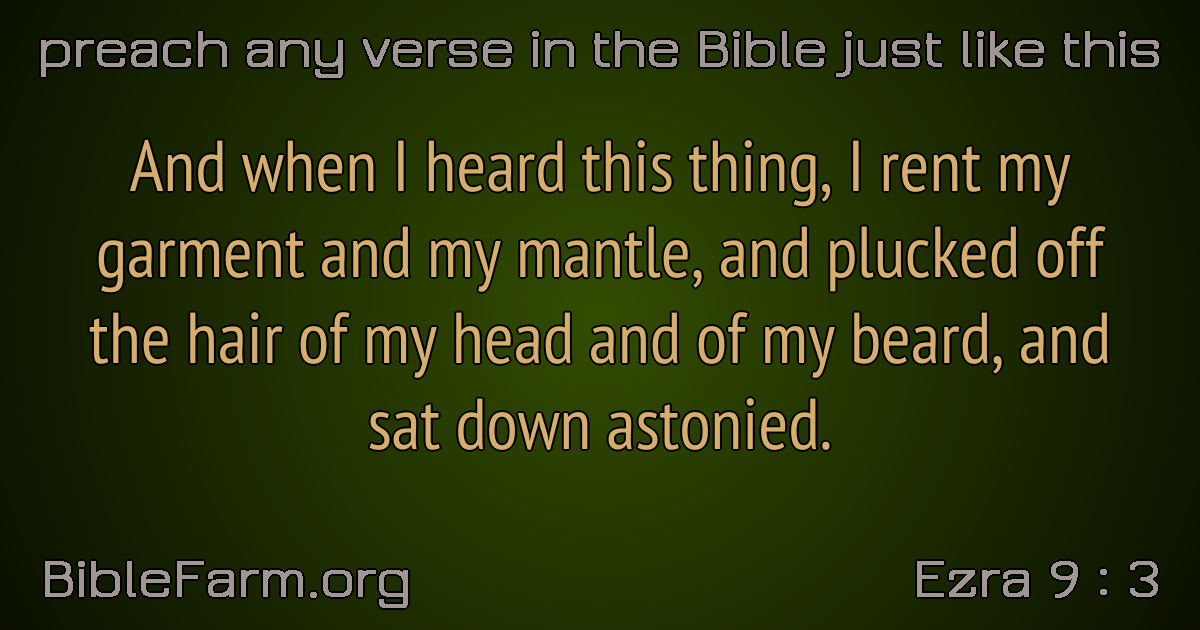 preach any verse in the Bible just like this
And when I heard this thing, I rent my
garment and my mantle, and plucked off
the hair of my head and of my beard, and
sat down astonied.
BibleFarm.org
Ezra 9 : 3